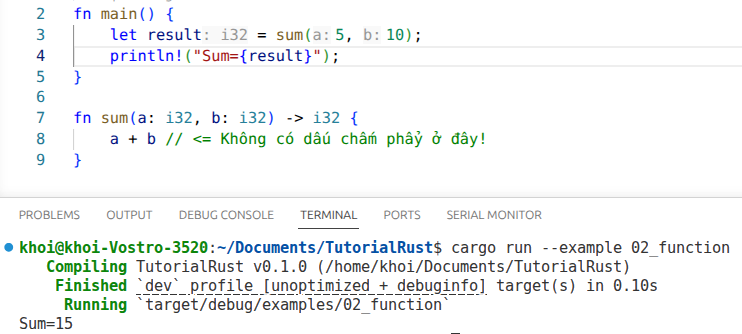 2 fn main() {
3 let result: i32 = sum(a: 5, b: 10);
4 println!("Sum={result}");
5 }
6
7 fn sum(a: i32, b: i32) -> i32 {
8 a + b // <= Không có dấu chấm phẩy ở đây!
9 }
PROBLEMS OUTPUT DEBUG CONSOLE TERMINAL PORTS SERIAL MONITOR
khoi@khoi-Vostro-3520:~/Documents/TutorialRust$ cargo run --example 02_function
Compiling TutorialRust v0.1.0 (/home/khoi/Documents/TutorialRust)
Finished `dev` profile [unoptimized + debuginfo] target(s) in 0.10s
Running `target/debug/examples/02_function`
Sum=15